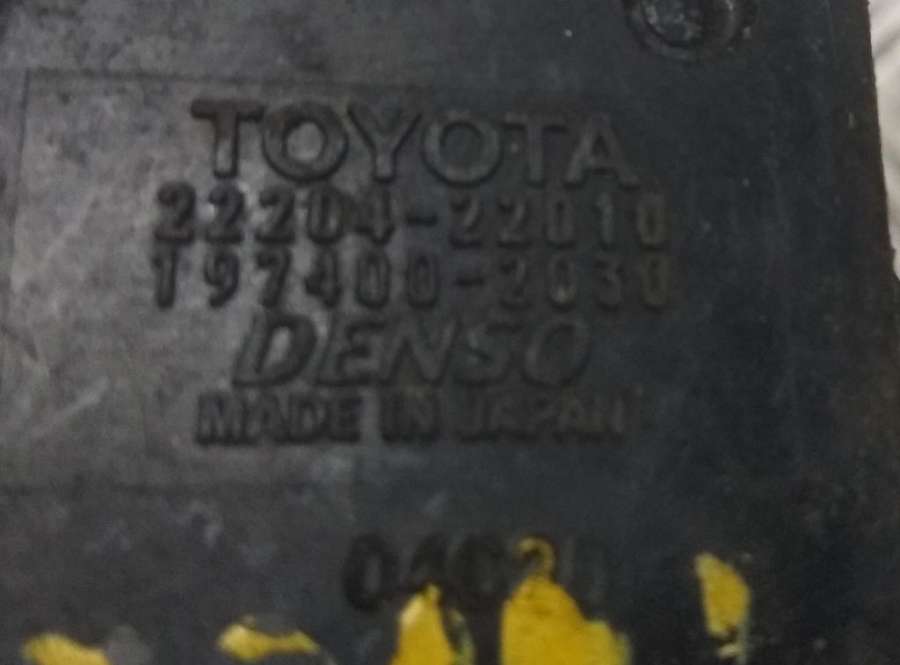 TOYOTA
22204-22010
197400-2030
DENSO
MADE IN JAPAN